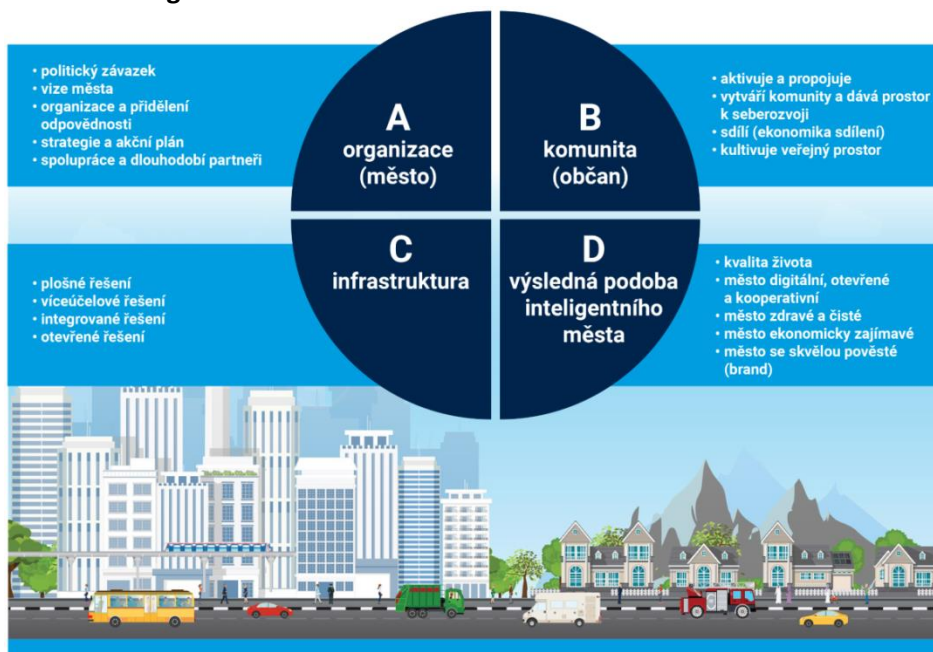 • politický závazek
• vize města
• organizace a přidělení
odpovědnosti
• strategie a akční plán
• spolupráce a dlouhodobí partneři
A
organizace
(město)
B
komunita
(občan)
• aktivuje a propojuje
• vytváří komunity a dává prostor
k seberozvoji
• sdílí (ekonomika sdílení)
• kultivuje veřejný prostor
• plošné řešení
• víceúčelové řešení
• integrované řešení
• otevřené řešení
C
infrastruktura
D
výsledná podoba
inteligentního
města
• kvalita života
• město digitální, otevřené
a kooperativní
• město zdravé a čisté
• město ekonomicky zajímavé
• město se skvělou pověsté
(brand)